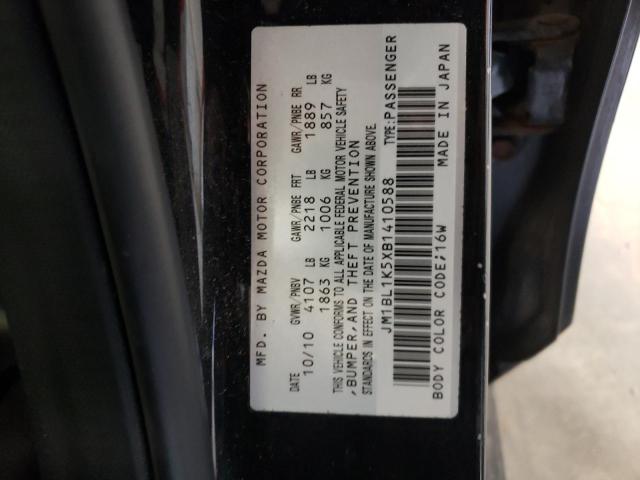 MFD. BY MAZDA MOTOR CORPORATION
DATE GVWR/PNBV GAWR/PNBE FRT GAWR/PNBE RR
10/10 4107 LB 2218 LB 1889 LB
1863 KG 1006 KG 857 KG
THIS VEHICLE CONFORMS TO ALL APPLICABLE FEDERAL MOTOR VEHICLE SAFETY
,BUMPER,AND THEFT PREVENTION
STANDARDS IN EFFECT ON THE DATE OF MANUFACTURE SHOWN ABOVE.
JM1BL1K5XB1410588 TYPE:PASSENGER
BODY COLOR CODE;16W MADE IN JAPAN